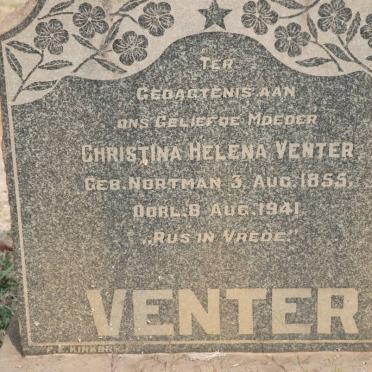 TER
GEDAGTENIS AAN
ONS GELIEFDE MOEDER
CHRISTINA HELENA VENTER
GEB. NORTMAN 3. AUG. 1855.
OORL. 8 AUG. 1941
„RUS IN VREDE."
VENTER